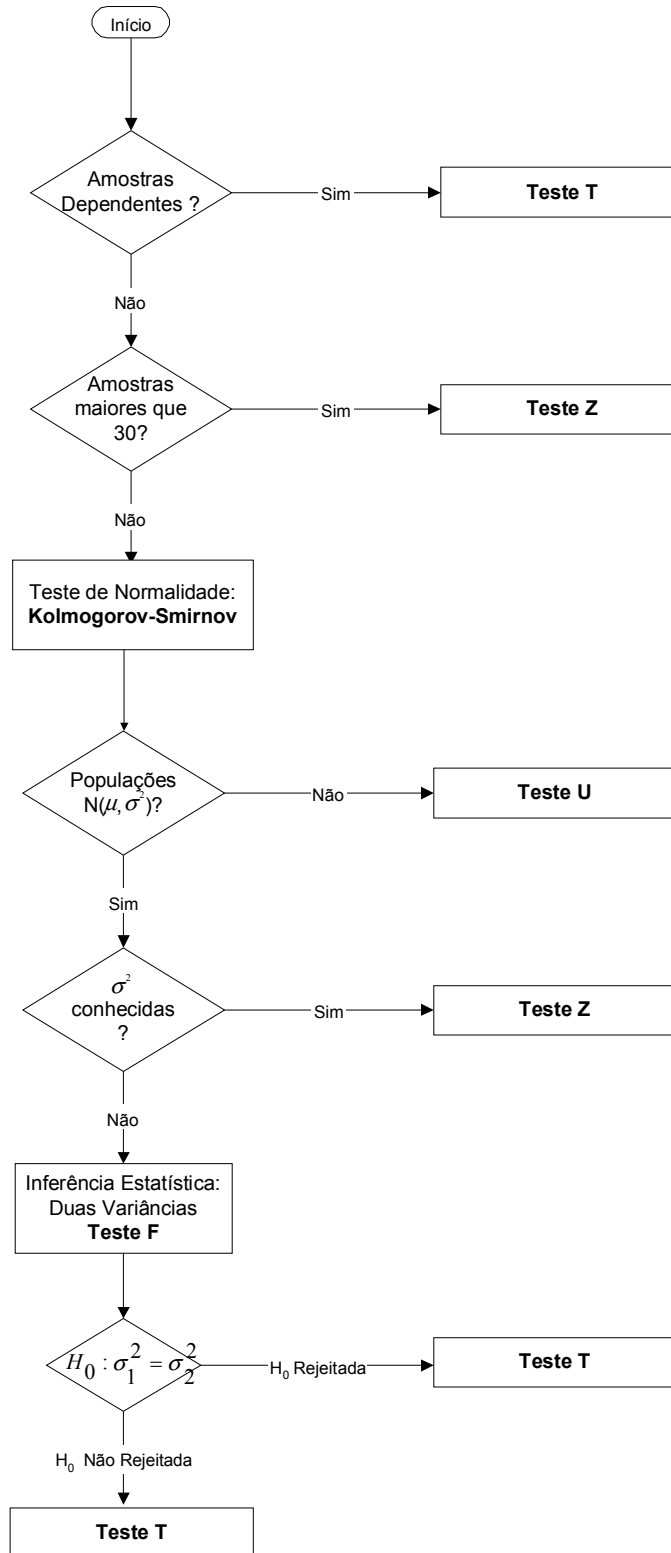 Início
Amostras
Dependentes ?
Sim
Teste T
Não
Amostras
maiores que
30?
Sim
Teste Z
Não
Teste de Normalidade:
Kolmogorov-Smirnov
Populações
N(μ, σ²)?
Não
Teste U
Sim
σ²
conhecidas
?
Sim
Teste Z
Não
Inferência Estatística:
Duas Variâncias
Teste F
H₀ : σ₁² = σ₂²
H₀ Rejeitada
Teste T
H₀ Não Rejeitada
Teste T